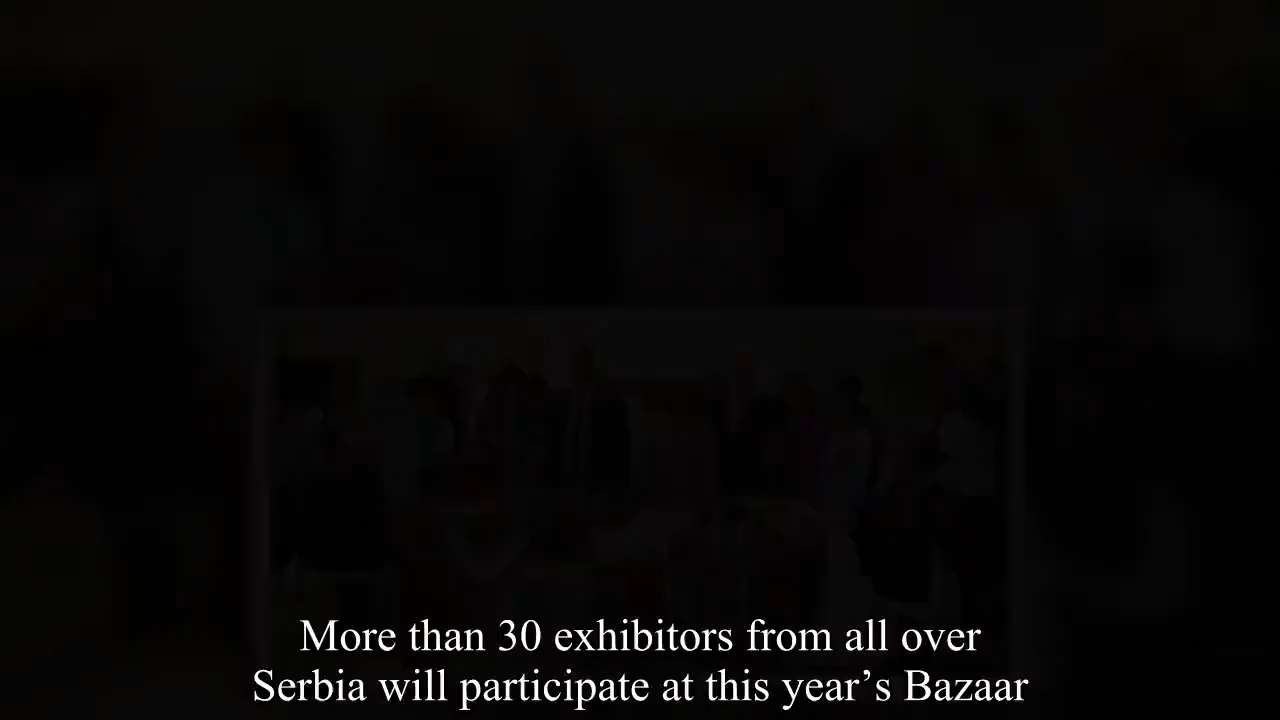 More than 30 exhibitors from all over
Serbia will participate at this year’s Bazaar